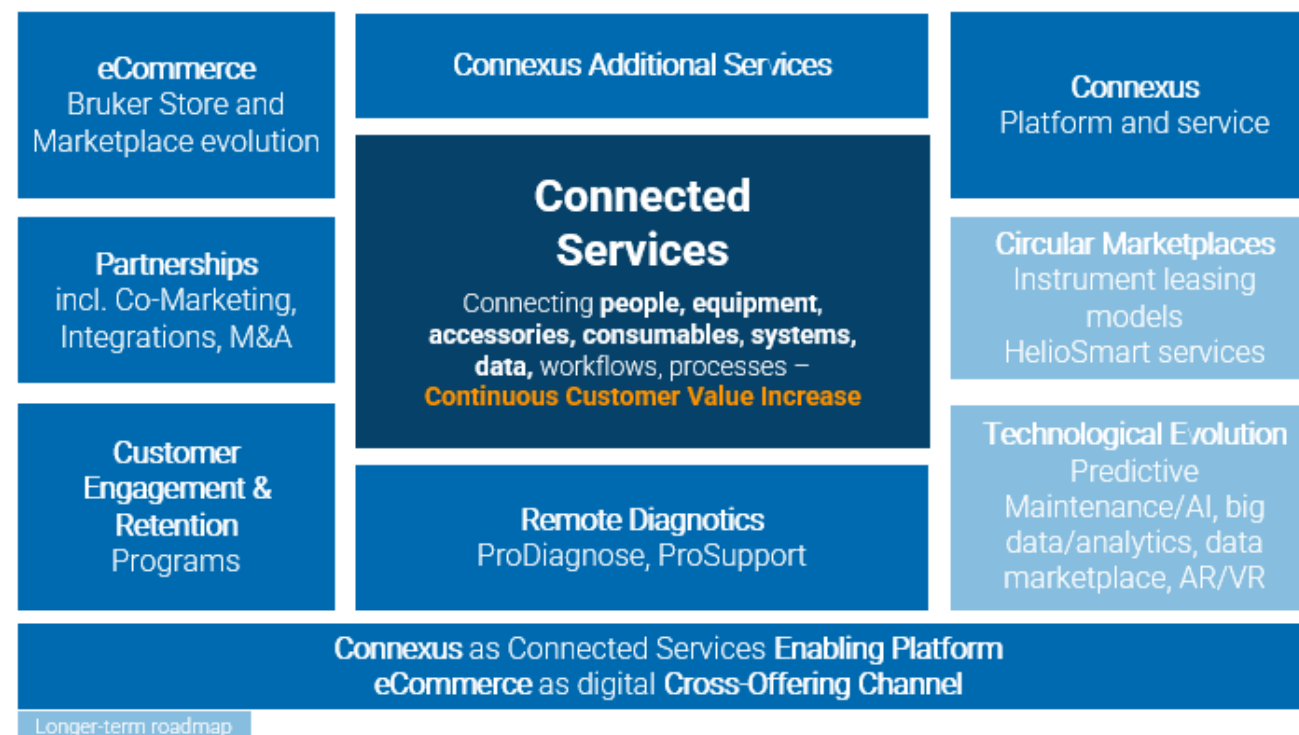 eCommerce
Bruker Store and
Marketplace evolution
Partnerships
incl. Co-Marketing,
Integrations, M&A
Customer
Engagement &
Retention
Programs
Connexus Additional Services
Connected
Services
Connecting people, equipment,
accessories, consumables, systems,
data, workflows, processes –
Continuous Customer Value Increase
Remote Diagnotics
ProDiagnose, ProSupport
Connexus
Platform and service
Circular Marketplaces
Instrument leasing
models
HelioSmart services
Technological Evolution
Predictive
Maintenance/AI, big
data/analytics, data
marketplace, AR/VR
Connexus as Connected Services Enabling Platform
eCommerce as digital Cross-Offering Channel
Longer-term roadmap